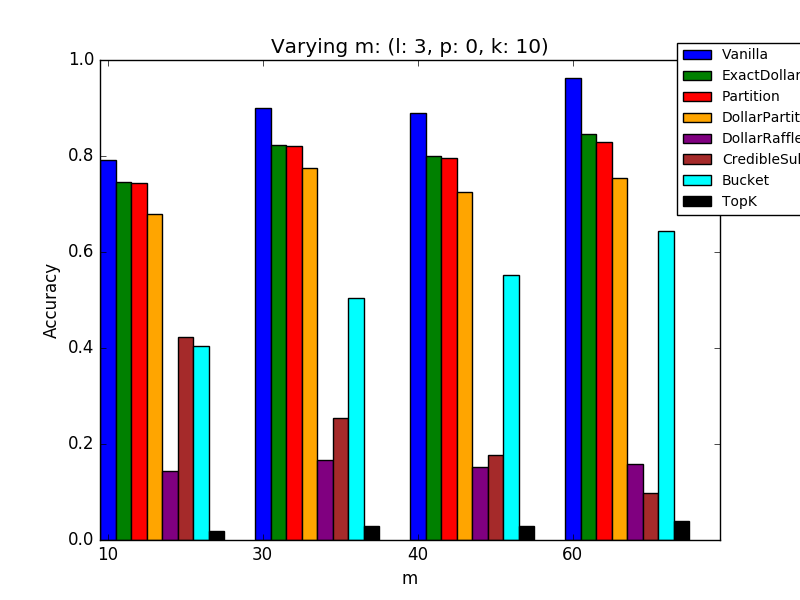 Varying m: (l: 3, p: 0, k: 10)
Vanilla
ExactDollar
Partition
DollarPartit
DollarRaffle
CredibleSul
Bucket
TopK
1.0
0.8
0.6
0.4
0.2
0.0
Accuracy
10 30 40 60
m